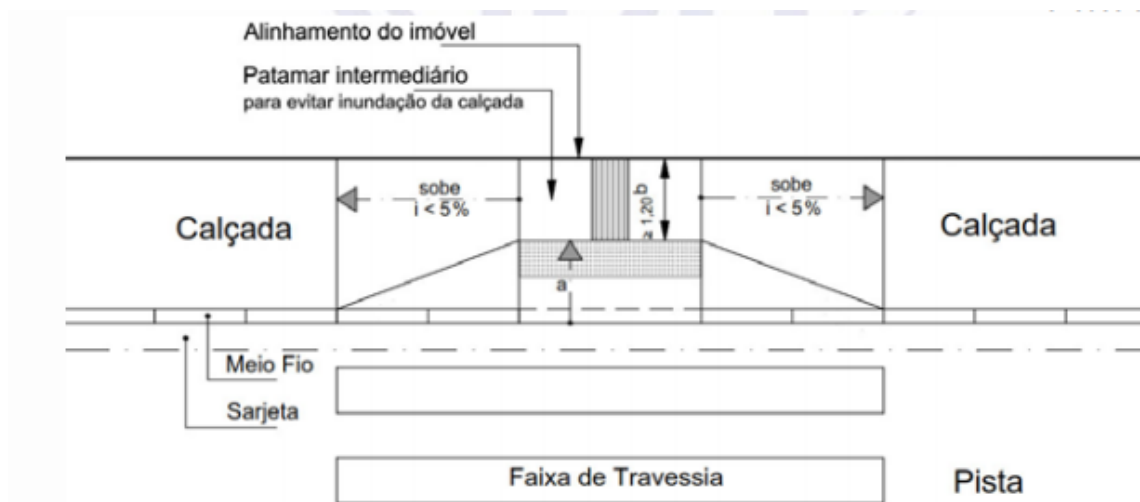 Alinhamento do imóvel
Patamar intermediário
para evitar inundação da calçada
sobe
i < 5%
≥ 1,20
b
sobe
i < 5%
Calçada
Calçada
a
Meio Fio
Sarjeta
Faixa de Travessia
Pista